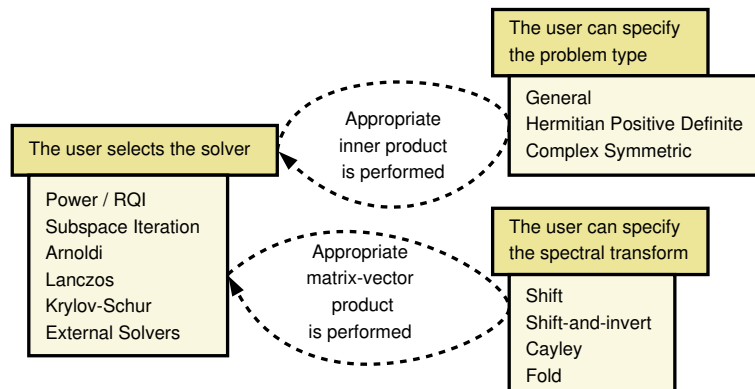 The user can specify
the problem type
General
Hermitian Positive Definite
Complex Symmetric
Appropriate
inner product
is performed
The user selects the solver
Power / RQI
Subspace Iteration
Arnoldi
Lanczos
Krylov-Schur
External Solvers
Appropriate
matrix-vector
product
is performed
The user can specify
the spectral transform
Shift
Shift-and-invert
Cayley
Fold